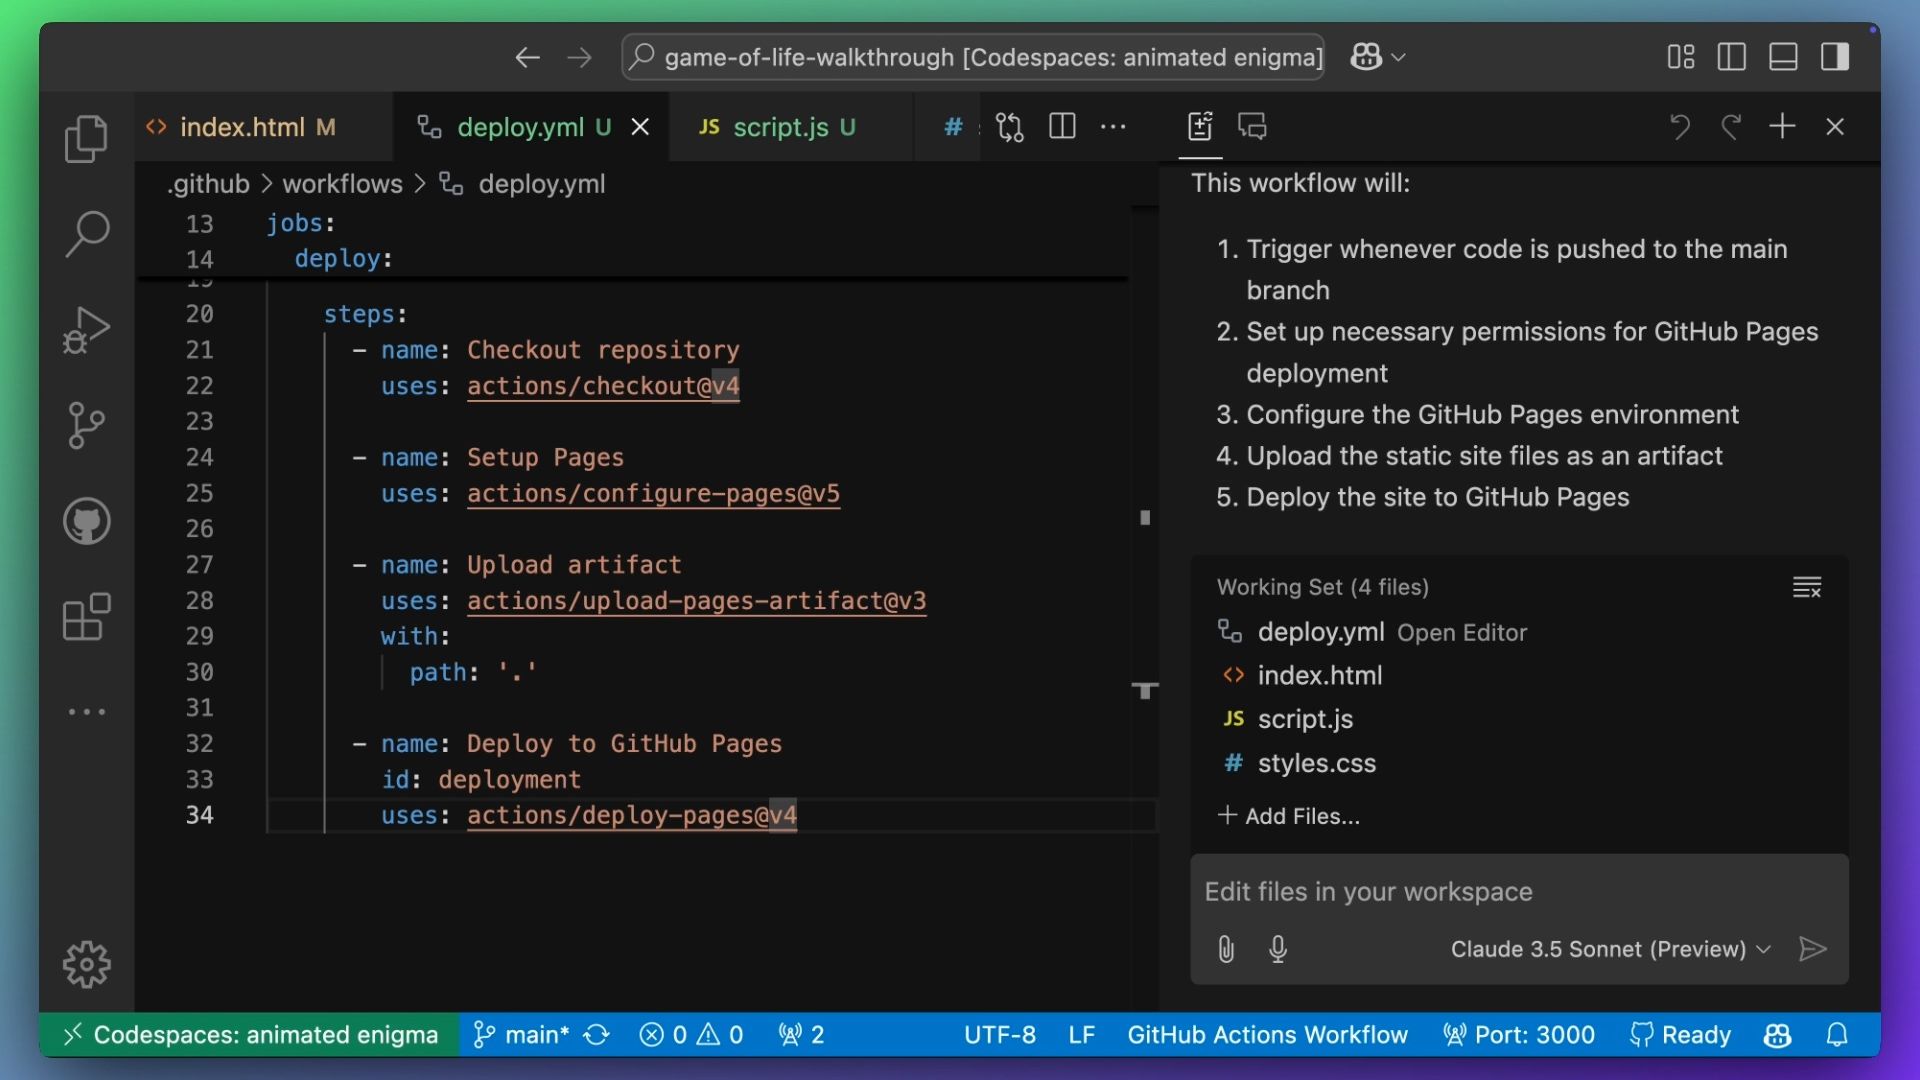 game-of-life-walkthrough [Codespaces: animated enigma]
<> index.html M
deploy.yml U
JS script.js U
#
.github > workflows > deploy.yml
13 jobs:
14 deploy:
19
20 steps:
21 - name: Checkout repository
22 uses: actions/checkout@v4
23
24 - name: Setup Pages
25 uses: actions/configure-pages@v5
26
27 - name: Upload artifact
28 uses: actions/upload-pages-artifact@v3
29 with:
30 path: '.'
31
32 - name: Deploy to GitHub Pages
33 id: deployment
34 uses: actions/deploy-pages@v4
This workflow will:
1. Trigger whenever code is pushed to the main
branch
2. Set up necessary permissions for GitHub Pages
deployment
3. Configure the GitHub Pages environment
4. Upload the static site files as an artifact
5. Deploy the site to GitHub Pages
Working Set (4 files)
deploy.yml Open Editor
<> index.html
JS script.js
# styles.css
+ Add Files...
Edit files in your workspace
Claude 3.5 Sonnet (Preview)
Codespaces: animated enigma main* 0 0 2 UTF-8 LF GitHub Actions Workflow Port: 3000 Ready